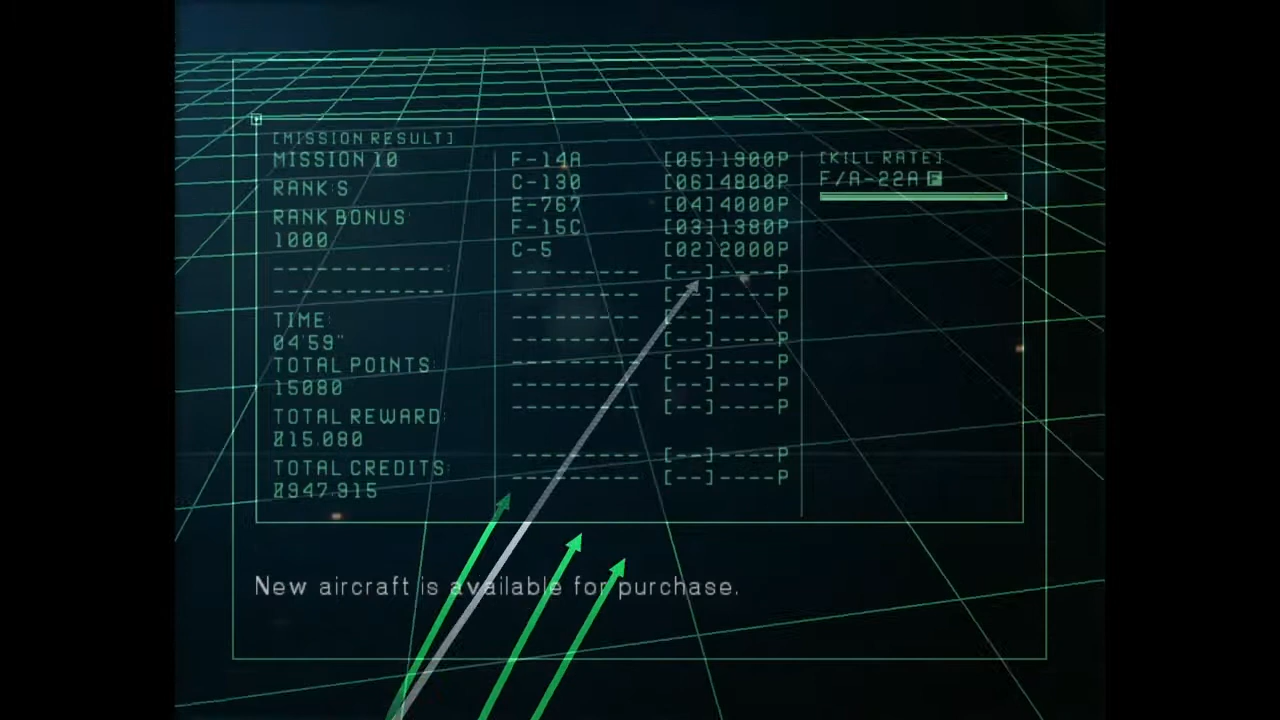 [MISSION RESULT]
MISSION 10
RANK:S
RANK BONUS:
1000
------------:
------------
TIME:
04'59"
TOTAL POINTS:
15080
TOTAL REWARD:
Z15.080
TOTAL CREDITS:
Z947.915
F-14A [05]1900P
C-130 [06]4800P
E-767 [04]4000P
F-15C [03]1380P
C-5 [02]2000P
--------- [--]----P
--------- [--]----P
--------- [--]----P
--------- [--]----P
--------- [--]----P
--------- [--]----P
--------- [--]----P
--------- [--]----P
--------- [--]----P
[KILL RATE]
F/A-22A F
New aircraft is available for purchase.